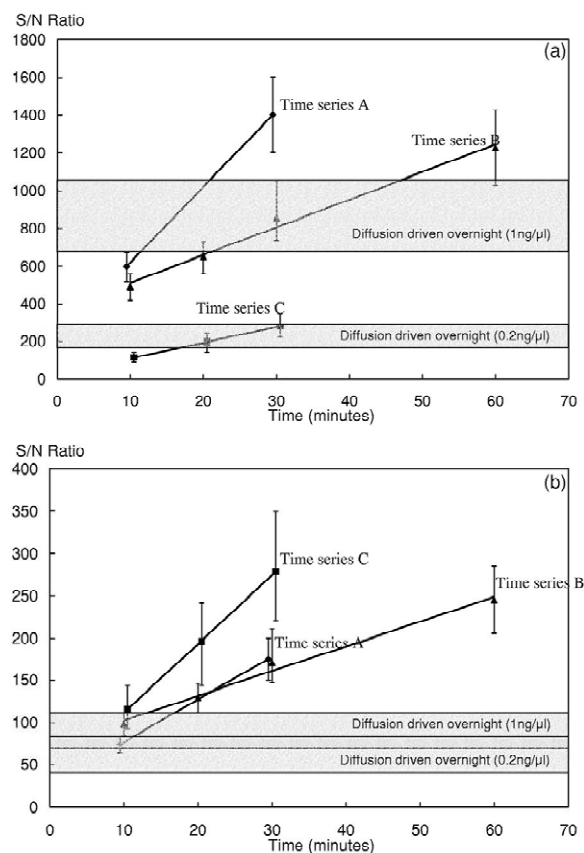 S/N Ratio
(a)
1800
1600
1400
1200
1000
800
600
400
200
0
Time series A
Time series B
Diffusion driven overnight (1ng/µl)
Time series C
Diffusion driven overnight (0.2ng/µl)
0 10 20 30 40 50 60 70
Time (minutes)
S/N Ratio
(b)
400
350
300
250
200
150
100
50
0
Time series C
Time series B
Time series A
Diffusion driven overnight (1ng/µl)
Diffusion driven overnight (0.2ng/µl)
0 10 20 30 40 50 60 70
Time (minutes)